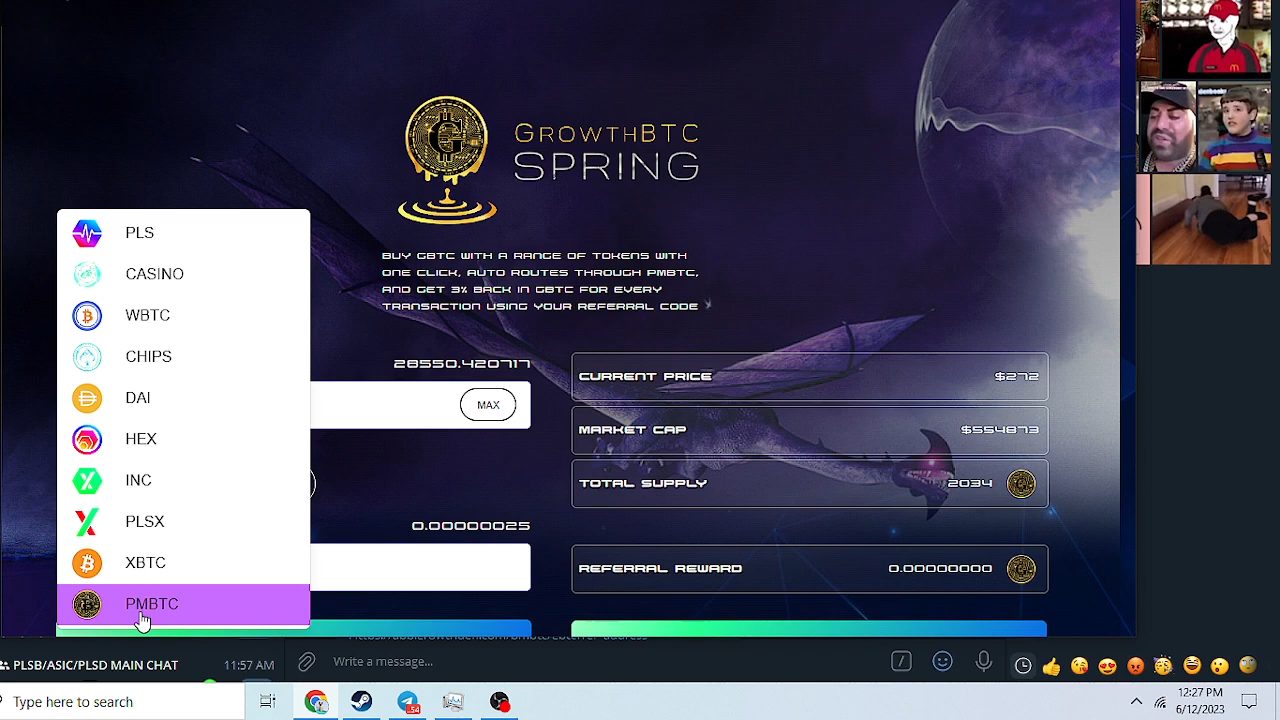 GROWTHBTC
SPRING
BUY GBTC WITH A RANGE OF TOKENS WITH
ONE CLICK, AUTO ROUTES THROUGH PMBTC,
AND GET 3% BACK IN GBTC FOR EVERY
TRANSACTION USING YOUR REFERRAL CODE
PLS
CASINO
WBTC
CHIPS
DAI
HEX
INC
PLSX
XBTC
PMBTC
28550.420717
MAX
0.00000025
CURRENT PRICE $272
MARKET CAP $554873
TOTAL SUPPLY 2034
REFERRAL REWARD 0.00000000
PLSB/ASIC/PLSD MAIN CHAT 11:57 AM
Write a message...
Type here to search
54
12:27 PM
6/12/2023